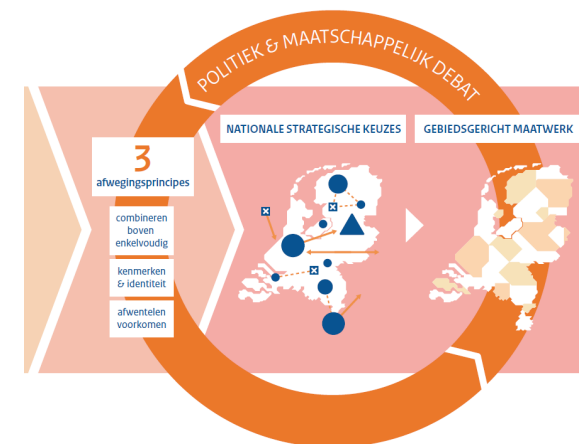 POLITIEK & MAATSCHAPPELIJK DEBAT
NATIONALE STRATEGISCHE KEUZES
GEBIEDSGERICHT MAATWERK
3
afwegingsprincipes
combineren
boven
enkelvoudig
kenmerken
& identiteit
afwentelen
voorkomen